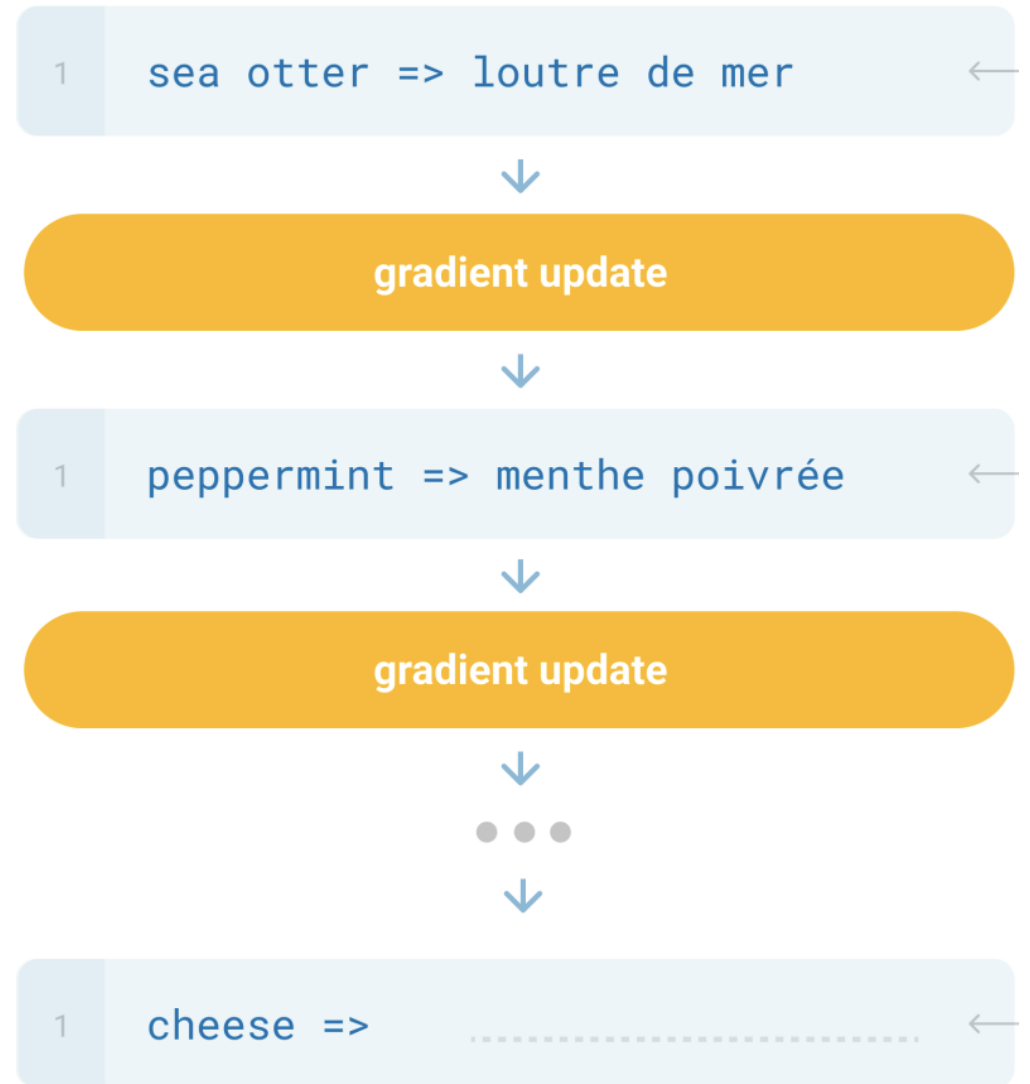 1 sea otter => loutre de mer
gradient update
1 peppermint => menthe poivrée
gradient update
1 cheese =>